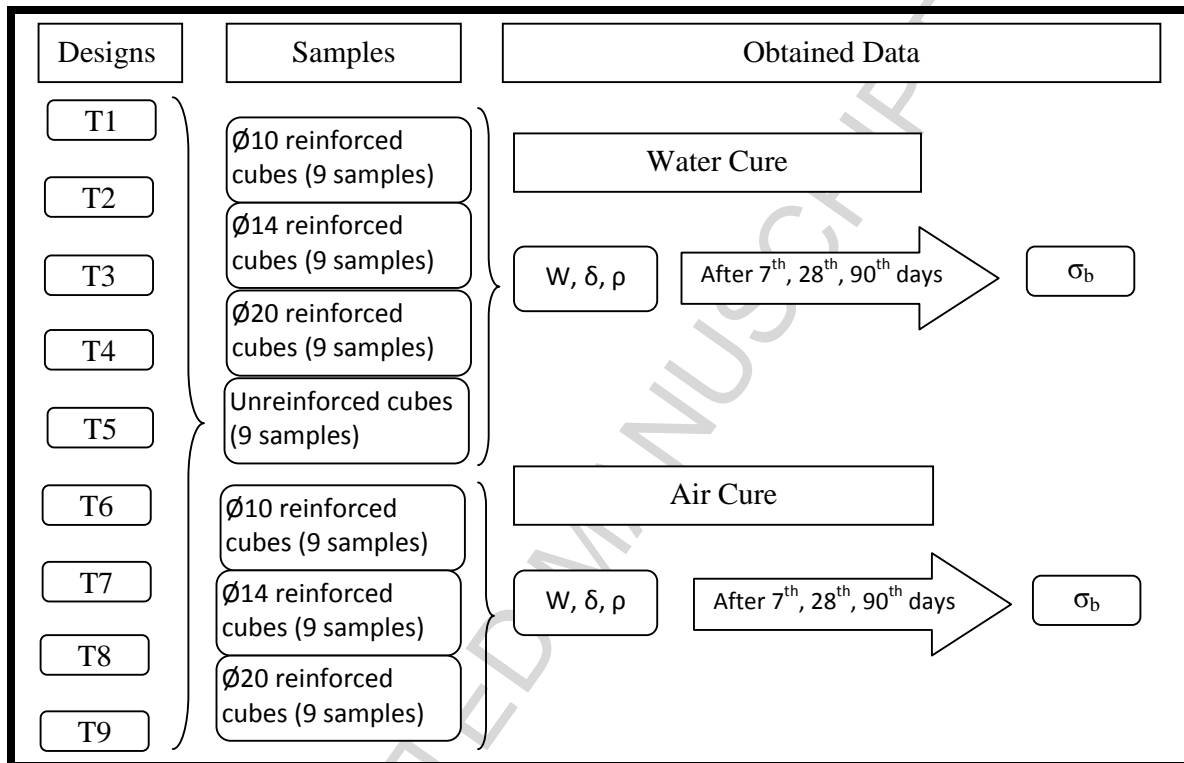 Designs
Samples
Obtained Data
T1
T2
T3
T4
T5
T6
T7
T8
T9
Ø10 reinforced
cubes (9 samples)
Ø14 reinforced
cubes (9 samples)
Ø20 reinforced
cubes (9 samples)
Unreinforced cubes
(9 samples)
Water Cure
W, δ, ρ
After 7th, 28th, 90th days
σb
Ø10 reinforced
cubes (9 samples)
Ø14 reinforced
cubes (9 samples)
Ø20 reinforced
cubes (9 samples)
Air Cure
W, δ, ρ
After 7th, 28th, 90th days
σb
TED MANUSCRIP